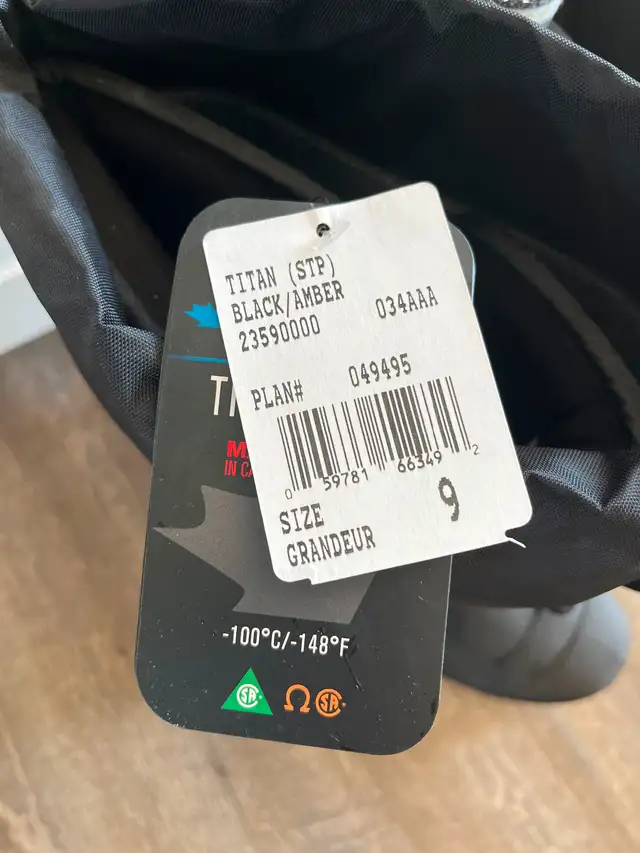 TITAN (STP)
BLACK/AMBER
23590000 034AAA
PLAN# 049495
0 59781 66349 2
SIZE 9
GRANDEUR
-100°C/-148°F